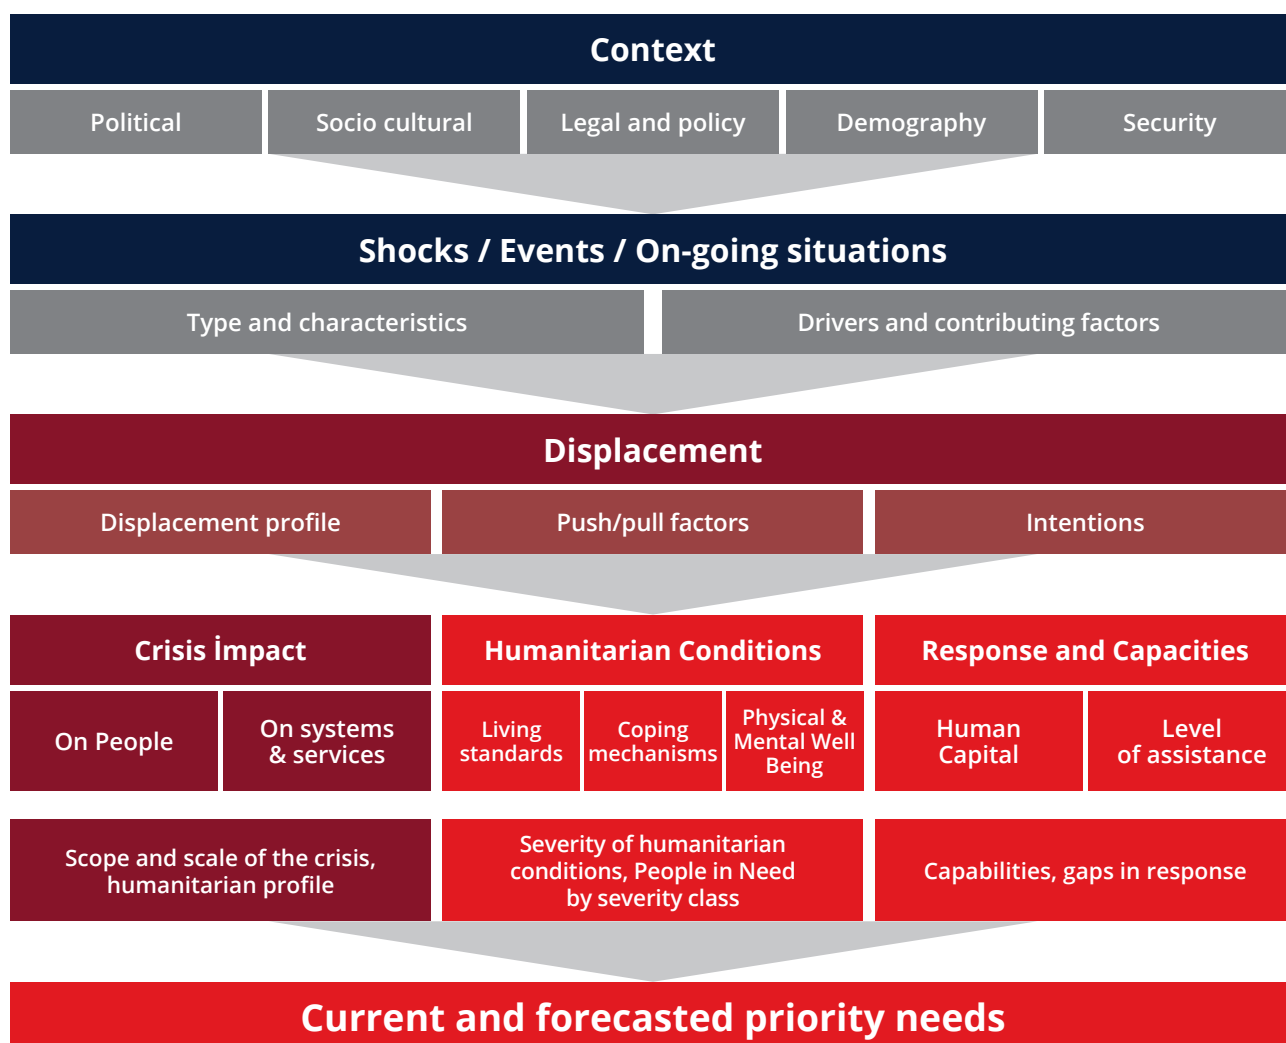 Context
Political
Socio cultural
Legal and policy
Demography
Security
Shocks / Events / On-going situations
Type and characteristics
Drivers and contributing factors
Displacement
Displacement profile
Push/pull factors
Intentions
Crisis İmpact
Humanitarian Conditions
Response and Capacities
On People
On systems
& services
Living
standards
Coping
mechanisms
Physical &
Mental Well
Being
Human
Capital
Level
of assistance
Scope and scale of the crisis,
humanitarian profile
Severity of humanitarian
conditions, People in Need
by severity class
Capabilities, gaps in response
Current and forecasted priority needs